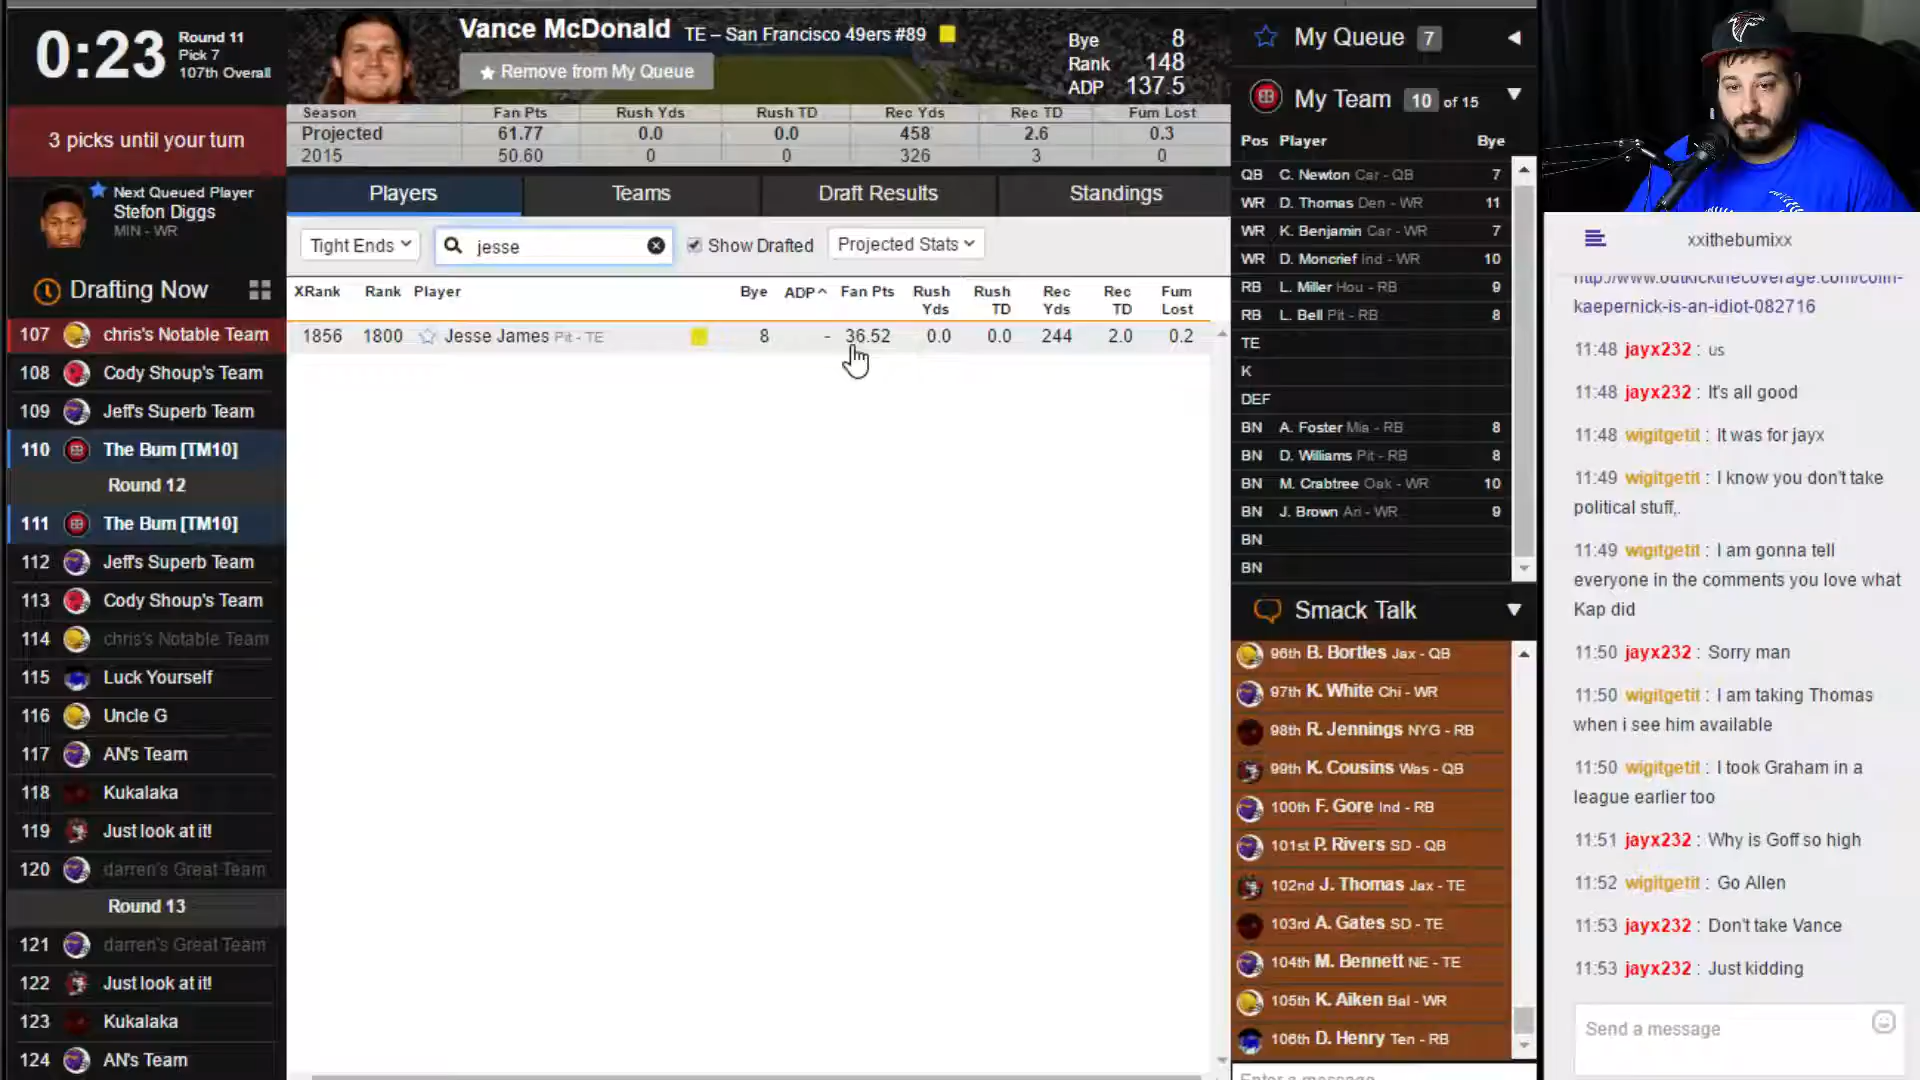 0:23
Round 11
Pick 7
107th Overall
3 picks until your turn
Next Queued Player
Stefon Diggs
MIN - WR
Drafting Now
107 chris's Notable Team
108 Cody Shoup's Team
109 Jeff's Superb Team
110 The Bum [TM10]
Round 12
111 The Bum [TM10]
112 Jeff's Superb Team
113 Cody Shoup's Team
114 chris's Notable Team
115 Luck Yourself
116 Uncle G
117 AN's Team
118 Kukalaka
119 Just look at it!
120 darren's Great Team
Round 13
121 darren's Great Team
122 Just look at it!
123 Kukalaka
124 AN's Team
Vance McDonald TE – San Francisco 49ers #89
Remove from My Queue
Bye 8
Rank 148
ADP 137.5
Season Fan Pts Rush Yds Rush TD Rec Yds Rec TD Fum Lost
Projected 61.77 0.0 0.0 458 2.6 0.3
2015 50.60 0 0 326 3 0
Players Teams Draft Results Standings
Tight Ends jesse Show Drafted Projected Stats
XRank Rank Player Bye ADP Fan Pts Rush Yds Rush TD Rec Yds Rec TD Fum Lost
1856 1800 Jesse James Pit - TE 8 - 36.52 0.0 0.0 244 2.0 0.2
My Queue 7
My Team 10 of 15
Pos Player Bye
QB C. Newton Car - QB 7
WR D. Thomas Den - WR 11
WR K. Benjamin Car - WR 7
WR D. Moncrief Ind - WR 10
RB L. Miller Hou - RB 9
RB L. Bell Pit - RB 8
TE
K
DEF
BN A. Foster Mia - RB 8
BN D. Williams Pit - RB 8
BN M. Crabtree Oak - WR 10
BN J. Brown Ari - WR 9
BN
BN
Smack Talk
96th B. Bortles Jax - QB
97th K. White Chi - WR
98th R. Jennings NYG - RB
99th K. Cousins Was - QB
100th F. Gore Ind - RB
101st P. Rivers SD - QB
102nd J. Thomas Jax - TE
103rd A. Gates SD - TE
104th M. Bennett NE - TE
105th K. Aiken Bal - WR
106th D. Henry Ten - RB
Enter a message
xxithebumixx
http://www.outkickthecoverage.com/colin-
kaepernick-is-an-idiot-082716
11:48 jayx232 : us
11:48 jayx232 : It's all good
11:48 wigitgetit : It was for jayx
11:49 wigitgetit : I know you don't take
political stuff,.
11:49 wigitgetit : I am gonna tell
everyone in the comments you love what
Kap did
11:50 jayx232 : Sorry man
11:50 wigitgetit : I am taking Thomas
when i see him available
11:50 wigitgetit : I took Graham in a
league earlier too
11:51 jayx232 : Why is Goff so high
11:52 wigitgetit : Go Allen
11:53 jayx232 : Don't take Vance
11:53 jayx232 : Just kidding
Send a message